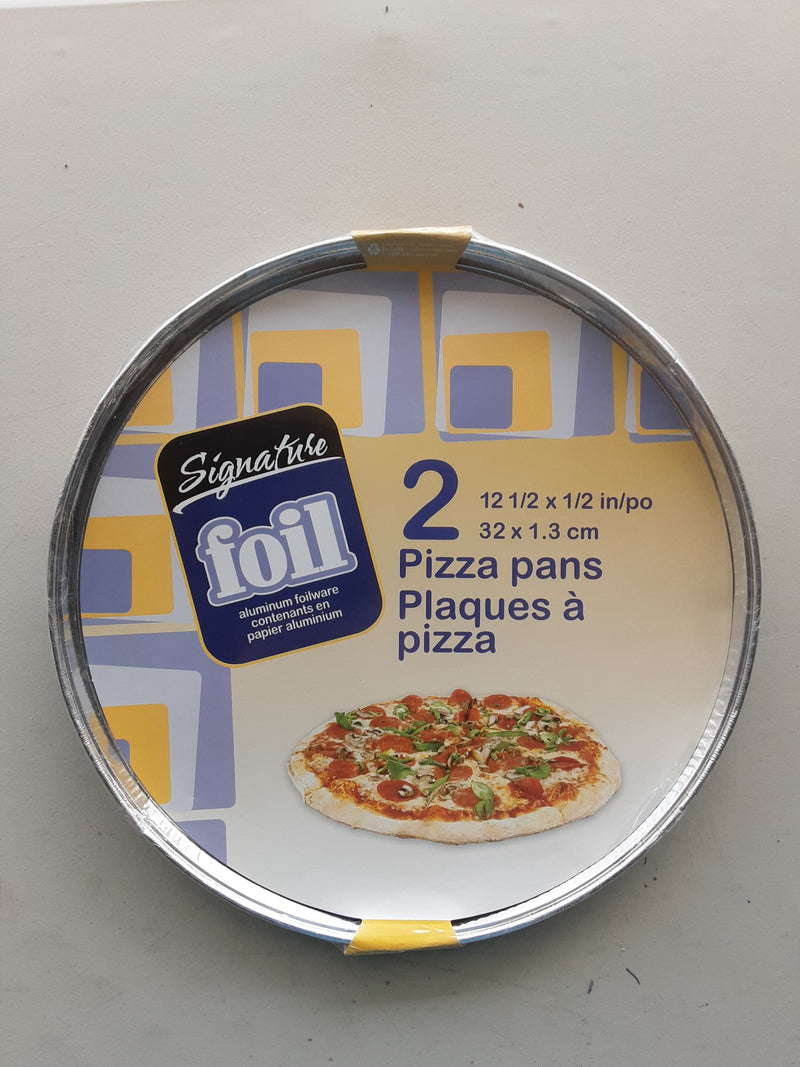 Signature
foil
aluminum foilware
contenants en
papier aluminium
2
12 1/2 x 1/2 in/po
32 x 1.3 cm
Pizza pans
Plaques à
pizza